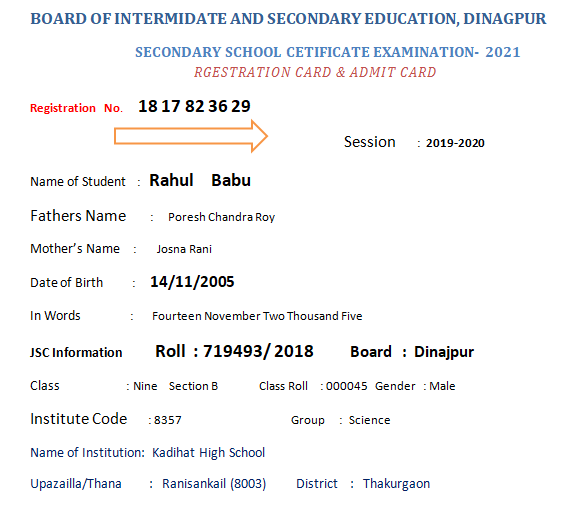 BOARD OF INTERMIDATE AND SECONDARY EDUCATION, DINAGPUR
SECONDARY SCHOOL CETIFICATE EXAMINATION- 2021
RGESTRATION CARD & ADMIT CARD
Registration No. 18 17 82 36 29
Session : 2019-2020
Name of Student : Rahul Babu
Fathers Name : Poresh Chandra Roy
Mother's Name : Josna Rani
Date of Birth : 14/11/2005
In Words : Fourteen November Two Thousand Five
JSC Information Roll : 719493/ 2018 Board : Dinajpur
Class : Nine Section B Class Roll : 000045 Gender : Male
Institute Code : 8357 Group : Science
Name of Institution: Kadihat High School
Upazailla/Thana : Ranisankail (8003) District : Thakurgaon